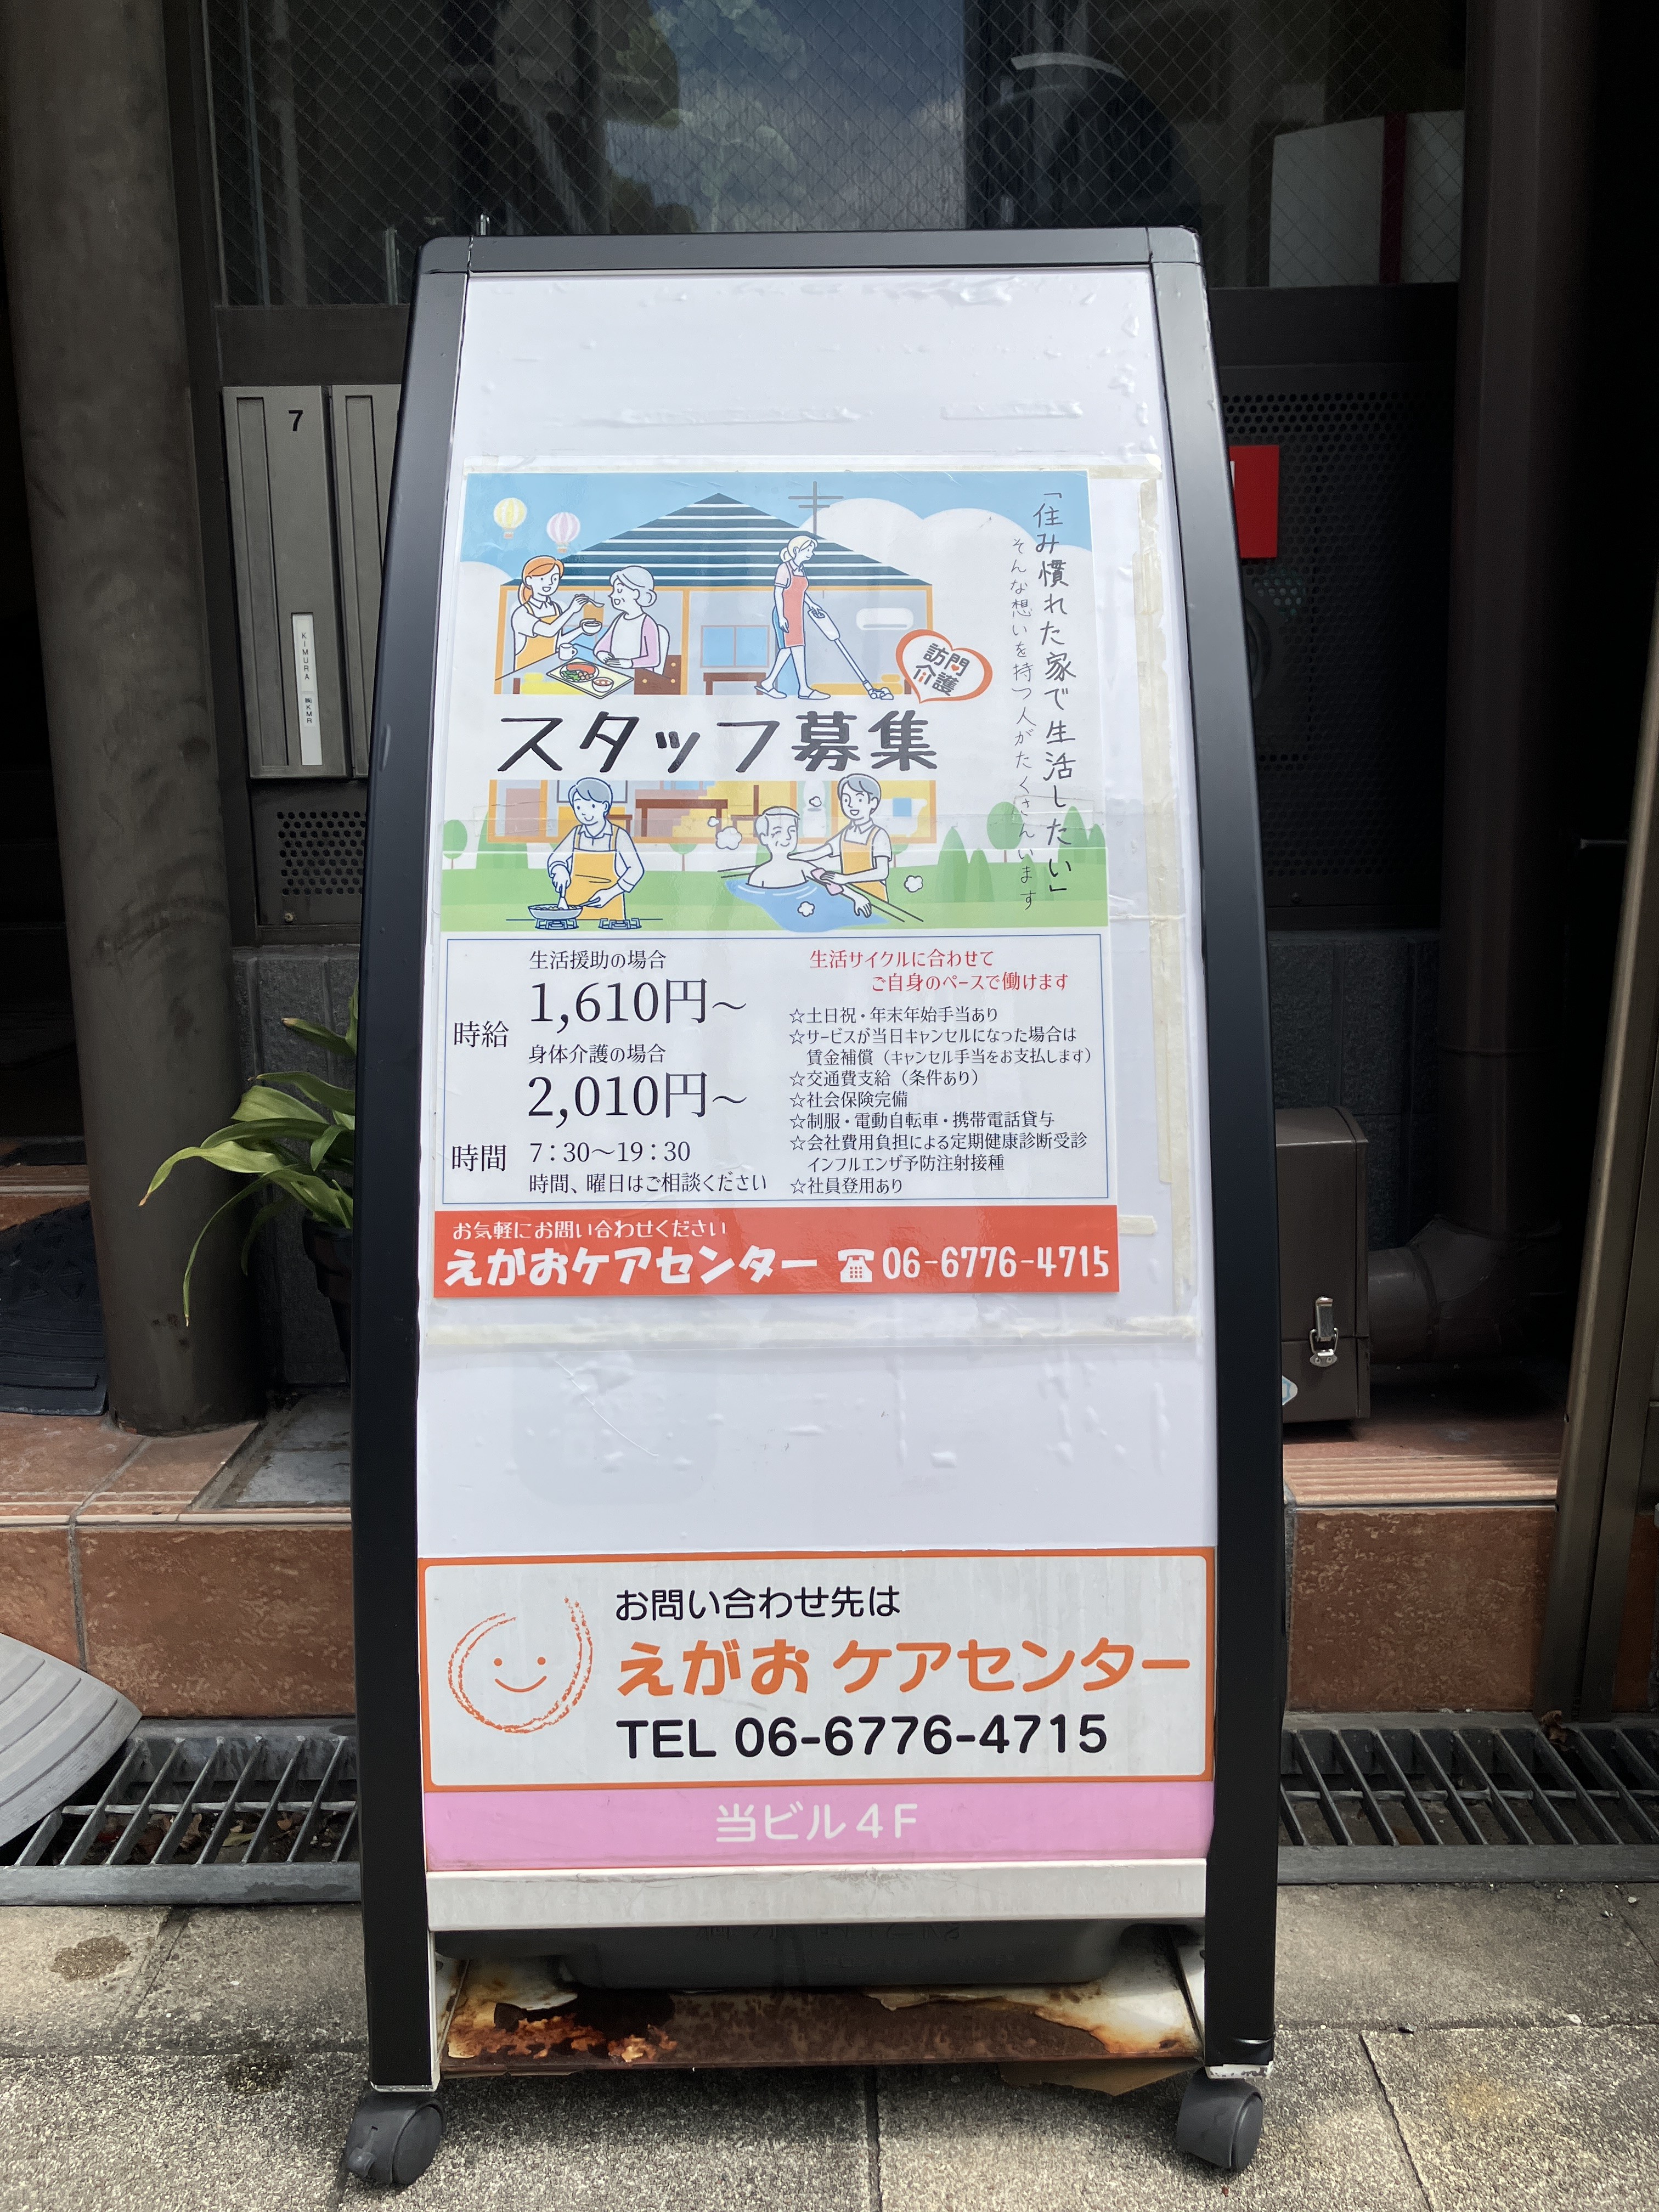 7
KIMURA
㈱KMR
「住み慣れた家で生活したい」
そんな想いを持つ人がたくさんいます
訪問
介護
スタッフ募集
時給
生活援助の場合
1,610円～
身体介護の場合
2,010円～
時間
7：30～19：30
時間、曜日はご相談ください
生活サイクルに合わせて
ご自身のペースで働けます
☆土日祝・年末年始手当あり
☆サービスが当日キャンセルになった場合は
賃金補償（キャンセル手当をお支払します）
☆交通費支給（条件あり）
☆社会保険完備
☆制服・電動自転車・携帯電話貸与
☆会社費用負担による定期健康診断受診
インフルエンザ予防注射接種
☆社員登用あり
お気軽にお問い合わせください
えがおケアセンター ☎06-6776-4715
お問い合わせ先は
えがおケアセンター
TEL 06-6776-4715
当ビル4F